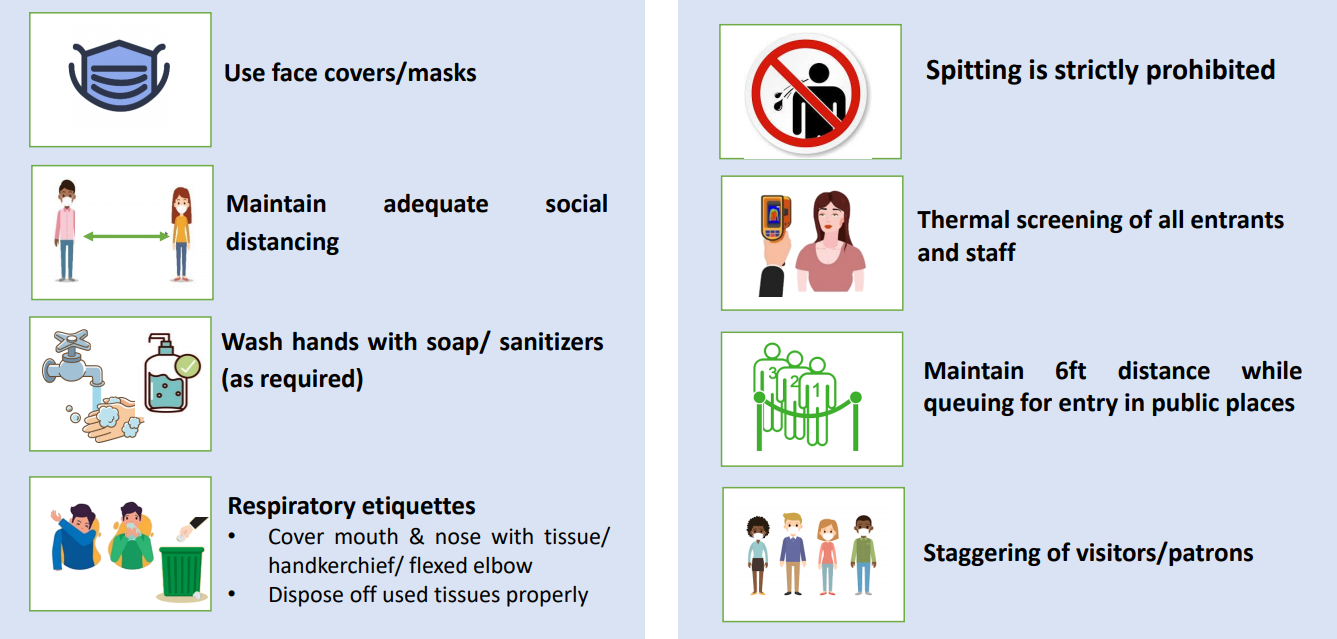 Use face covers/masks
Maintain adequate social
distancing
Wash hands with soap/ sanitizers
(as required)
Respiratory etiquettes
• Cover mouth & nose with tissue/
handkerchief/ flexed elbow
• Dispose off used tissues properly
Spitting is strictly prohibited
Thermal screening of all entrants
and staff
3
2
1
Maintain 6ft distance while
queuing for entry in public places
Staggering of visitors/patrons